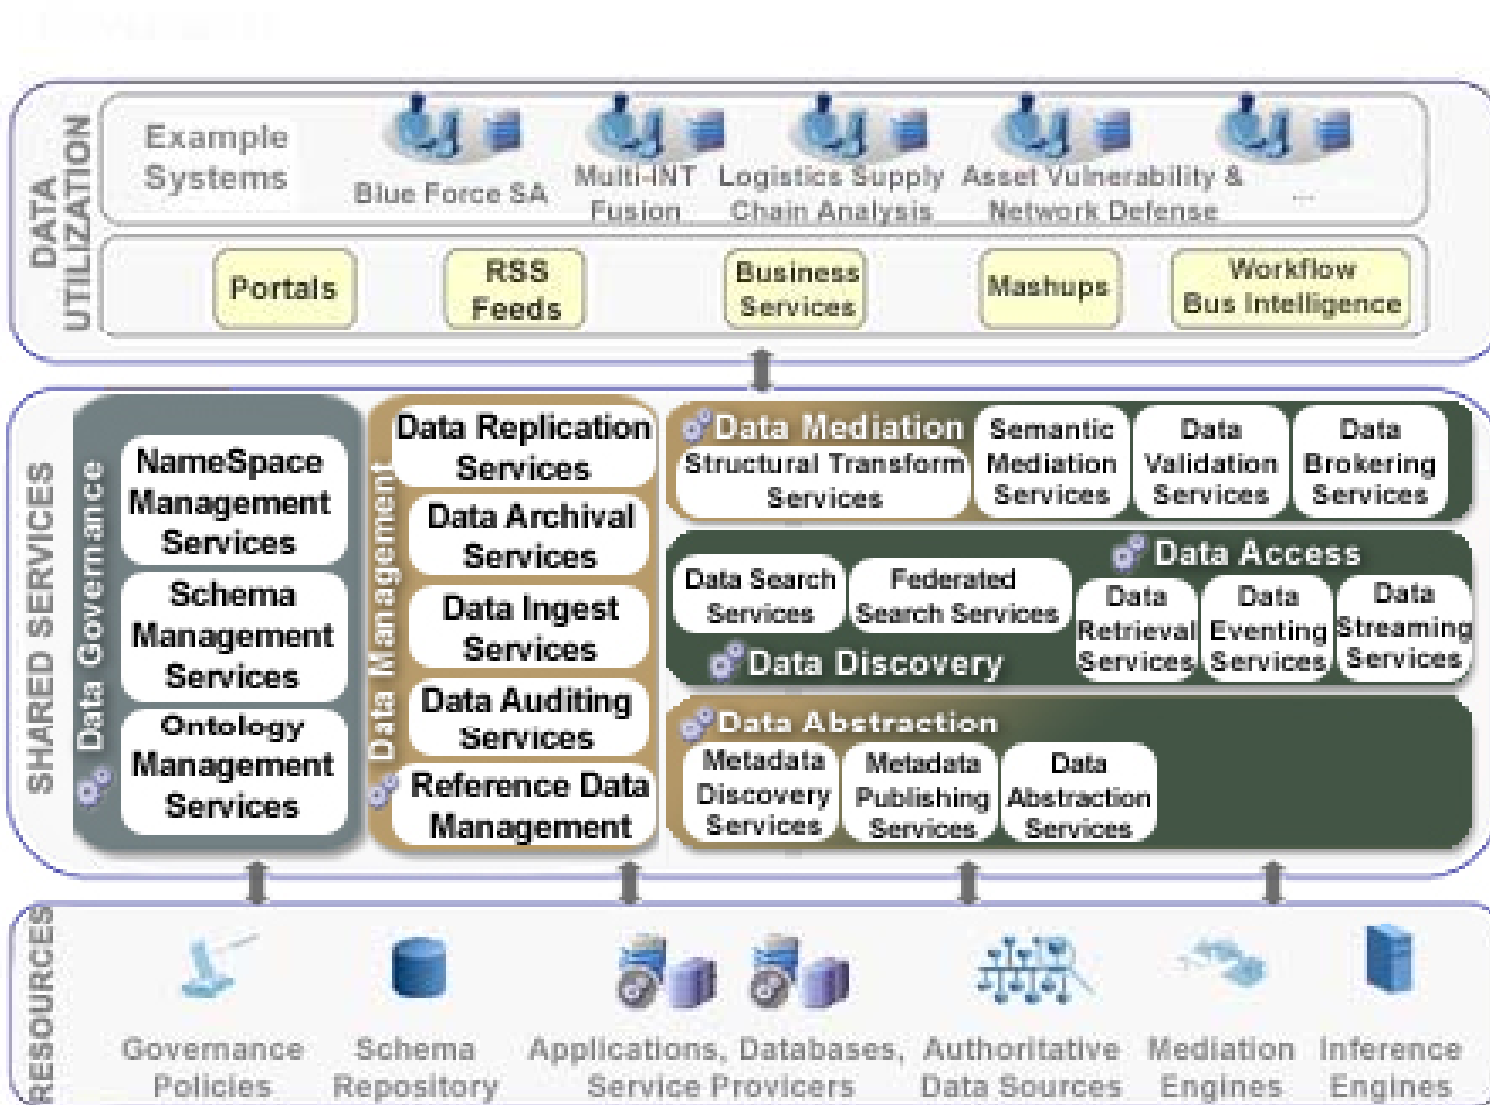 DATA
UTILIZATION
Example
Systems
Blue Force SA
Multi-INT
Fusion
Logistics Supply
Chain Analysis
Asset Vulnerability &
Network Defense
...
Portals
RSS
Feeds
Business
Services
Mashups
Workflow
Bus Intelligence
SHARED SERVICES
Data Governance
NameSpace
Management
Services
Schema
Management
Services
Ontology
Management
Services
Data Management
Data Replication
Services
Data Archival
Services
Data Ingest
Services
Data Auditing
Services
Reference Data
Management
Data Mediation
Structural Transform
Services
Semantic
Mediation
Services
Data
Validation
Services
Data
Brokering
Services
Data Access
Data Search
Services
Federated
Search Services
Data
Retrieval
Services
Data
Eventing
Services
Data
Streaming
Services
Data Discovery
Data Abstraction
Metadata
Discovery
Services
Metadata
Publishing
Services
Data
Abstraction
Services
RESOURCES
Governance
Policies
Schema
Repository
Applications, Databases,
Service Provicers
Authoritative
Data Sources
Mediation
Engines
Inference
Engines